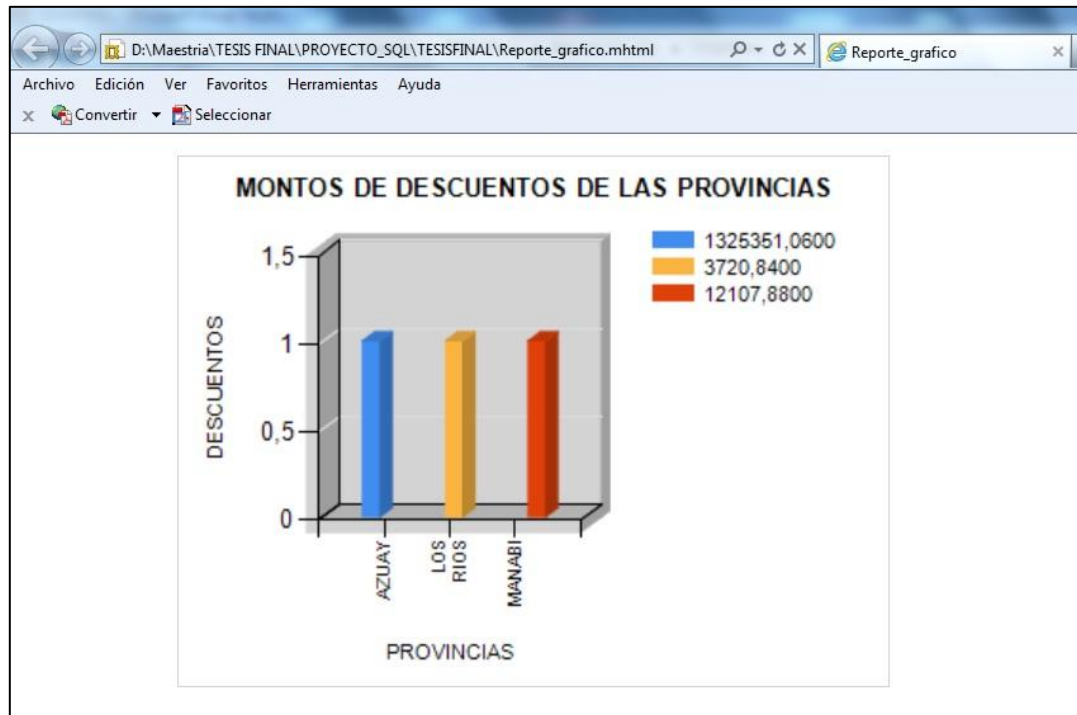 D:\Maestria\TESIS FINAL\PROYECTO_SQL\TESISFINAL\Reporte_grafico.mhtml
Reporte_grafico
Archivo Edición Ver Favoritos Herramientas Ayuda
x Convertir Seleccionar
MONTOS DE DESCUENTOS DE LAS PROVINCIAS
1325351,0600
3720,8400
12107,8800
DESCUENTOS
1,5
1
0,5
0
AZUAY
LOS
RIOS
MANABI
PROVINCIAS